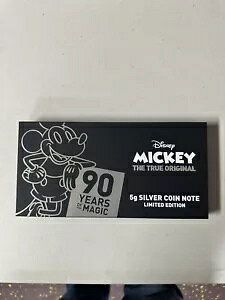 Disney
MICKEY
THE TRUE ORIGINAL
90
YEARS
OF
MAGIC
5g SILVER COIN NOTE
LIMITED EDITION